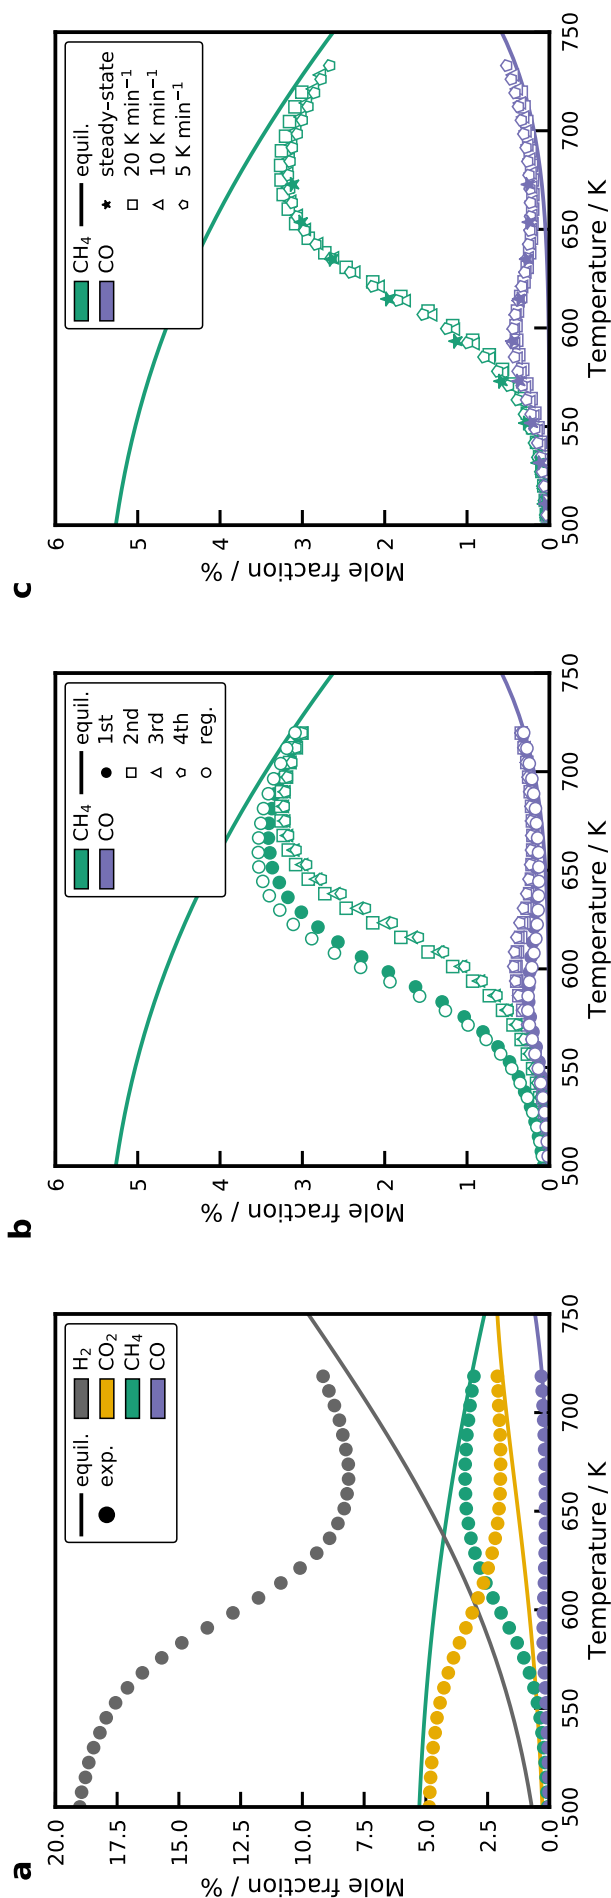 a
20.0
17.5
15.0
12.5
10.0
7.5
5.0
2.5
0.0
Mole fraction / %
500
550
600
650
700
750
Temperature / K
equil.
exp.
H₂
CO₂
CH₄
CO
b
6
5
4
3
2
1
0
Mole fraction / %
500
550
600
650
700
750
Temperature / K
CH₄
CO
equil.
1st
2nd
3rd
4th
reg.
c
6
5
4
3
2
1
0
Mole fraction / %
500
550
600
650
700
750
Temperature / K
CH₄
CO
equil.
steady–state
20 K min⁻¹
10 K min⁻¹
5 K min⁻¹